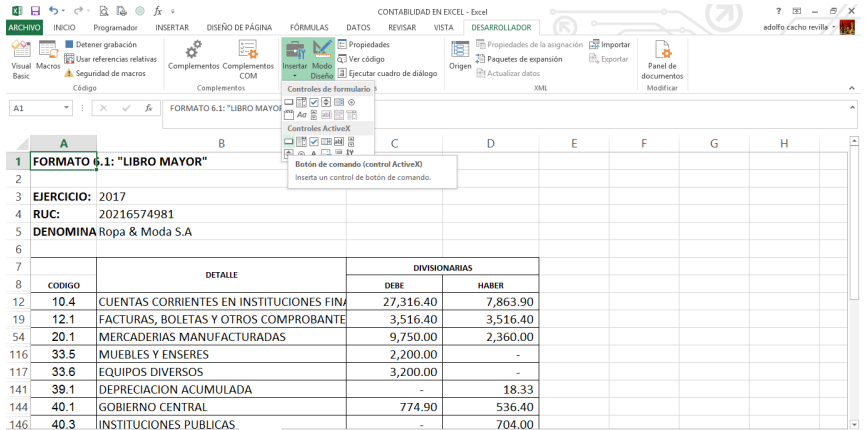 CONTABILIDAD EN EXCEL - Excel
ARCHIVO INICIO Programador INSERTAR DISEÑO DE PÁGINA FÓRMULAS DATOS REVISAR VISTA DESARROLLADOR adolfo cacho revilla
Visual Basic
Macros
Detener grabación
Usar referencias relativas
Seguridad de macros
Código
Complementos
Complementos COM
Complementos
Insertar
Modo Diseño
Propiedades
Ver código
Ejecutar cuadro de diálogo
Origen
Propiedades de la asignación
Paquetes de expansión
Actualizar datos
Importar
Exportar
XML
Panel de documentos
Modificar
Controles de formulario
Aa
Controles ActiveX
Botón de comando (control ActiveX)
Inserta un control de botón de comando.
A1 fx FORMATO 6.1: "LIBRO MAYOR
A B C D E F G H
1 FORMATO 6.1: "LIBRO MAYOR"
2
3 EJERCICIO: 2017
4 RUC: 20216574981
5 DENOMINA Ropa & Moda S.A
6
7 DETALLE DIVISIONARIAS
8 CODIGO DEBE HABER
12 10.4 CUENTAS CORRIENTES EN INSTITUCIONES FINA 27,316.40 7,863.90
19 12.1 FACTURAS, BOLETAS Y OTROS COMPROBANTE 3,516.40 3,516.40
54 20.1 MERCADERIAS MANUFACTURADAS 9,750.00 2,360.00
116 33.5 MUEBLES Y ENSERES 2,200.00 -
117 33.6 EQUIPOS DIVERSOS 3,200.00 -
141 39.1 DEPRECIACION ACUMULADA - 18.33
144 40.1 GOBIERNO CENTRAL 774.90 536.40
146 40.3 INSTITUCIONES PUBLICAS - 704.00